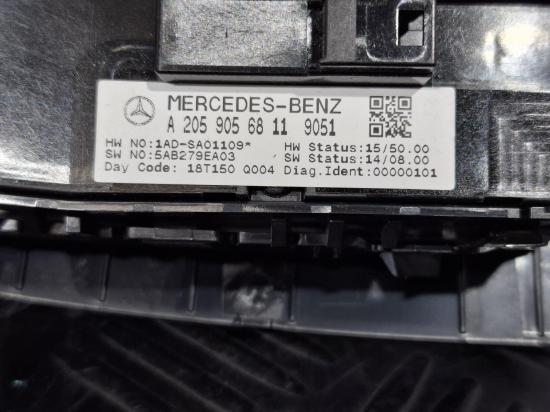 MERCEDES-BENZ
A 205 905 68 11 9051
HW NO:1AD-SA01109* HW Status:15/50.00
SW NO:5AB279EA03 SW Status:14/08.00
Day Code: 18T150 Q004 Diag.Ident:00000101